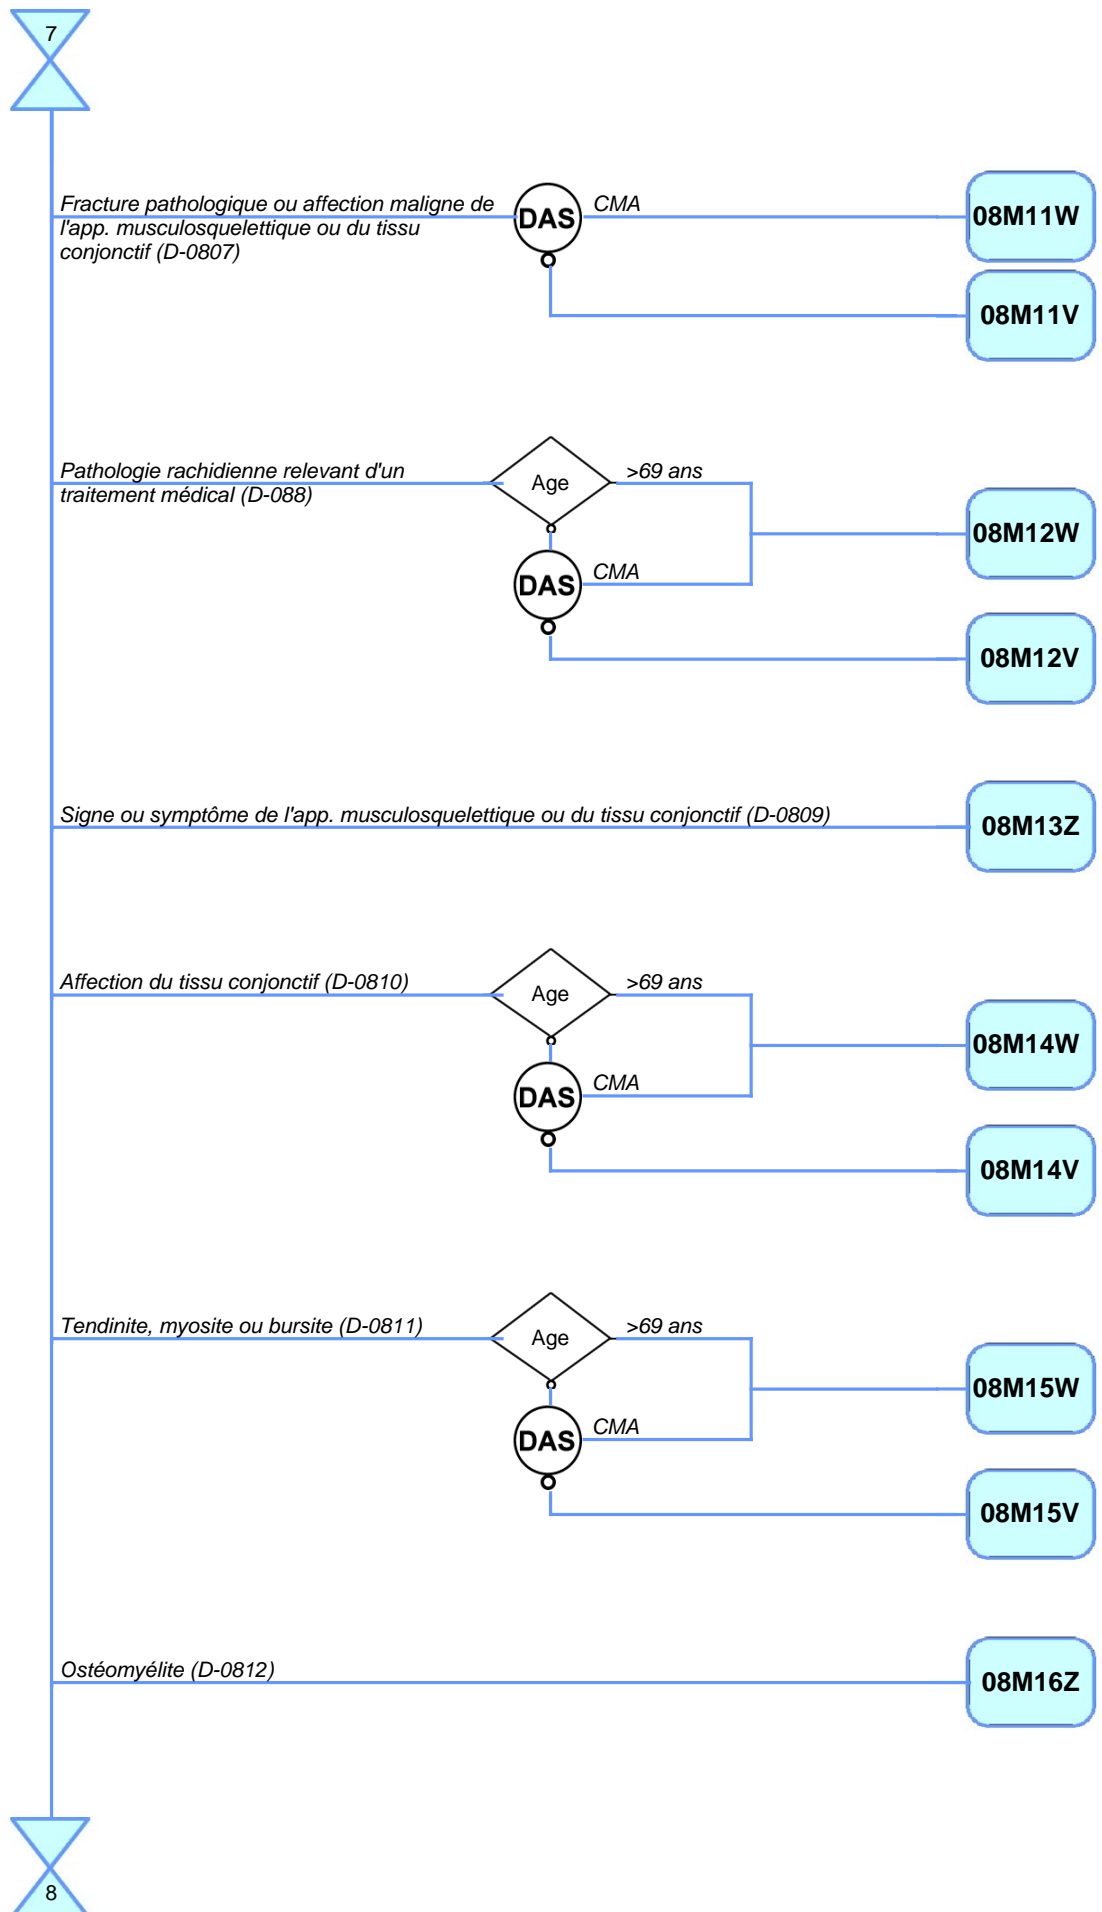 7
Fracture pathologique ou affection maligne de
l'app. musculosquelettique ou du tissu
conjonctif (D-0807)
DAS
CMA
08M11W
08M11V
Pathologie rachidienne relevant d'un
traitement médical (D-088)
Age
>69 ans
DAS
CMA
08M12W
08M12V
Signe ou symptôme de l'app. musculosquelettique ou du tissu conjonctif (D-0809)
08M13Z
Affection du tissu conjonctif (D-0810)
Age
>69 ans
DAS
CMA
08M14W
08M14V
Tendinite, myosite ou bursite (D-0811)
Age
>69 ans
DAS
CMA
08M15W
08M15V
Ostéomyélite (D-0812)
08M16Z
8